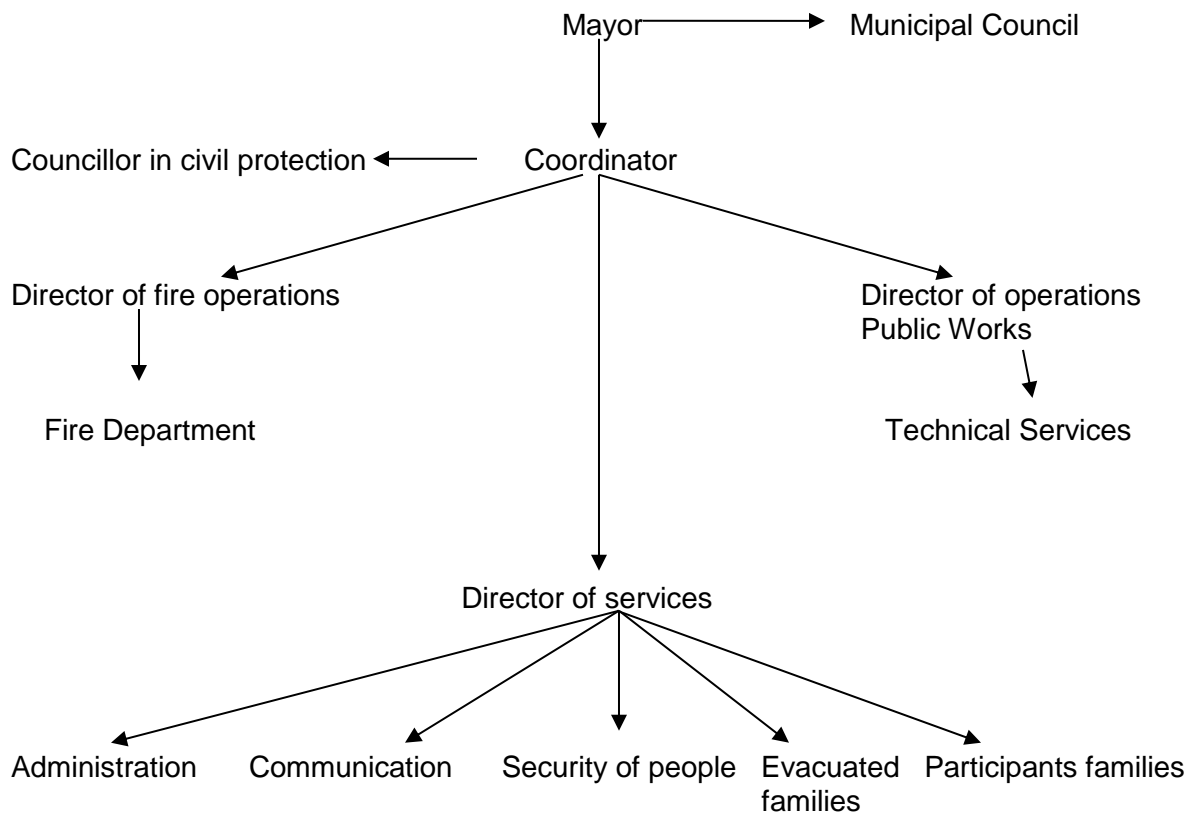 Mayor Municipal Council
Councillor in civil protection Coordinator
Director of fire operations
Director of operations
Public Works
Fire Department Technical Services
Director of services
Administration Communication Security of people Evacuated families Participants families